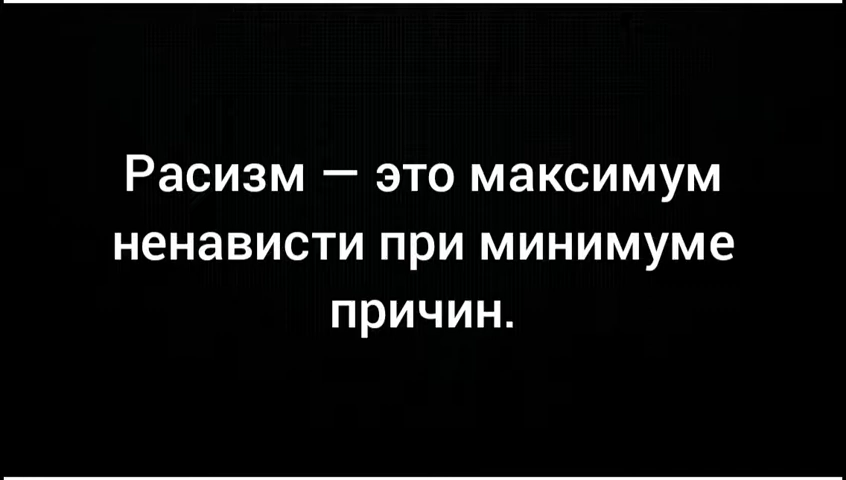 Расизм — это максимум
ненависти при минимуме
причин.